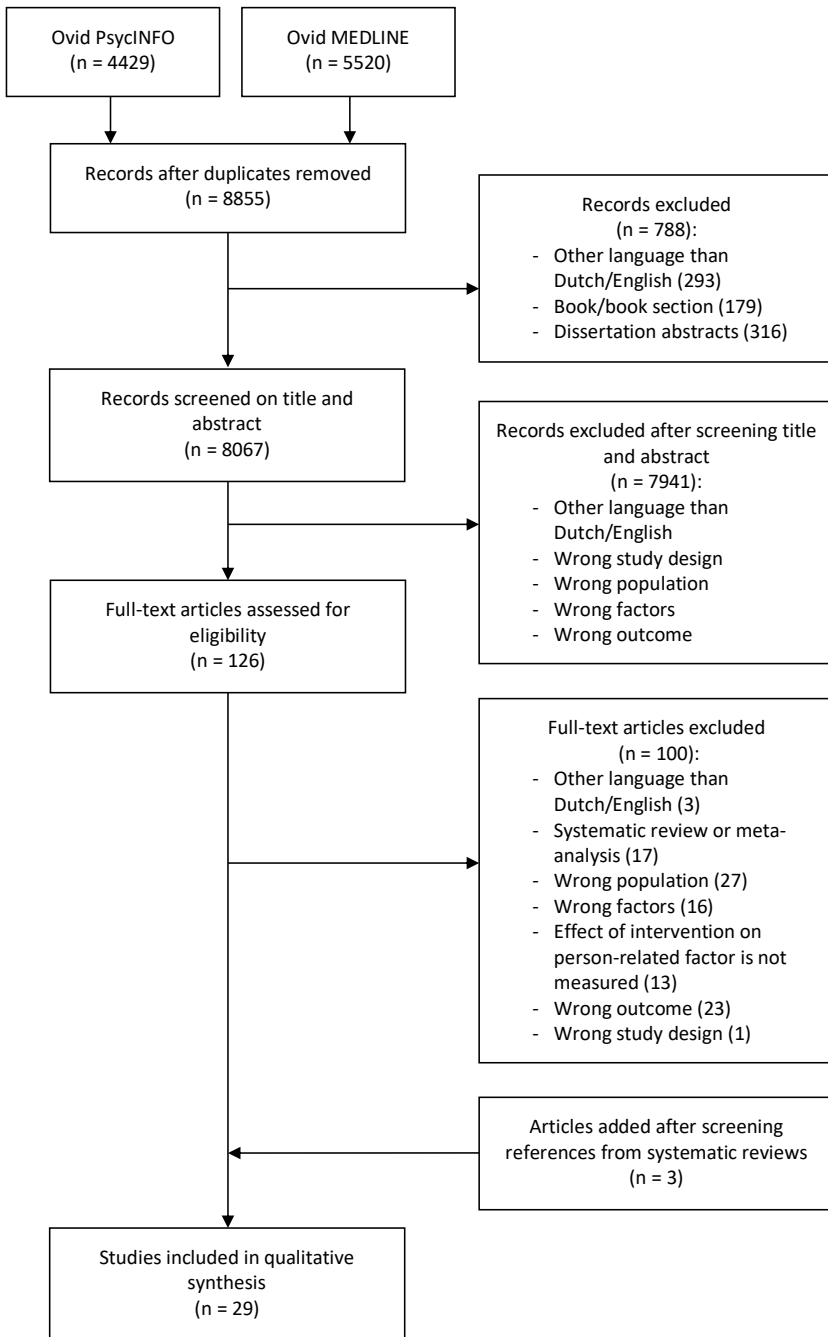 Ovid PsycINFO
(n = 4429)
Ovid MEDLINE
(n = 5520)
Records after duplicates removed
(n = 8855)
Records excluded
(n = 788):
- Other language than
Dutch/English (293)
- Book/book section (179)
- Dissertation abstracts (316)
Records screened on title and
abstract
(n = 8067)
Records excluded after screening title
and abstract
(n = 7941):
- Other language than
Dutch/English
- Wrong study design
- Wrong population
- Wrong factors
- Wrong outcome
Full-text articles assessed for
eligibility
(n = 126)
Full-text articles excluded
(n = 100):
- Other language than
Dutch/English (3)
- Systematic review or meta-
analysis (17)
- Wrong population (27)
- Wrong factors (16)
- Effect of intervention on
person-related factor is not
measured (13)
- Wrong outcome (23)
- Wrong study design (1)
Articles added after screening
references from systematic reviews
(n = 3)
Studies included in qualitative
synthesis
(n = 29)